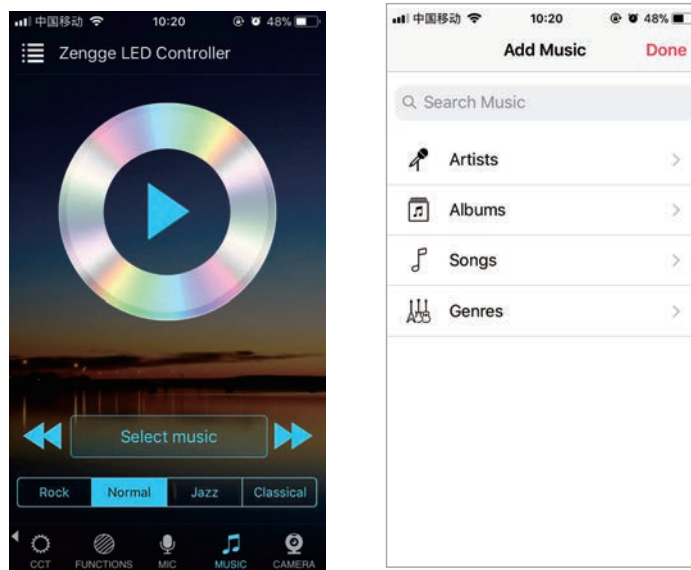 中国移动 10:20 48%
Zengge LED Controller
Select music
Rock Normal Jazz Classical
CCT FUNCTIONS MIC MUSIC CAMERA
中国移动 10:20 48%
Add Music Done
Search Music
Artists
Albums
Songs
Genres